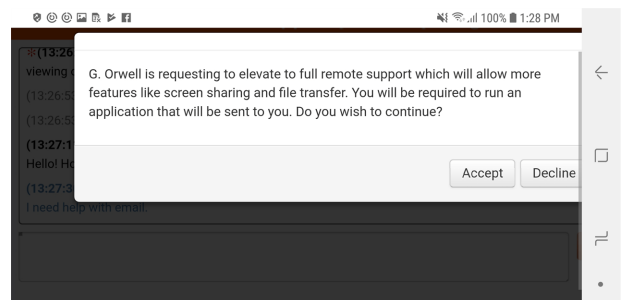 100% 1:28 PM
(13:26
viewing
(13:26:5
(13:26:5
(13:27:1
Hello! Ho
(13:27:3
I need help with email.
G. Orwell is requesting to elevate to full remote support which will allow more
features like screen sharing and file transfer. You will be required to run an
application that will be sent to you. Do you wish to continue?
Accept Decline